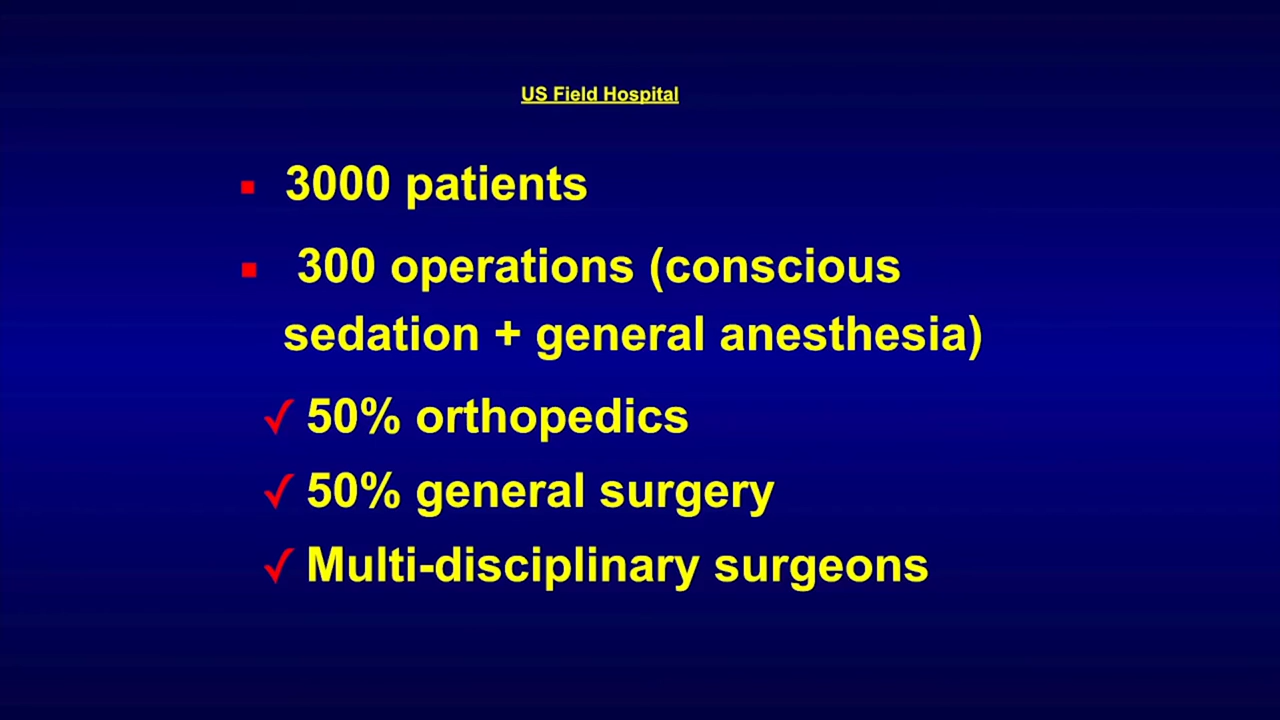 US Field Hospital
▪ 3000 patients
▪ 300 operations (conscious
sedation + general anesthesia)
✓ 50% orthopedics
✓ 50% general surgery
✓ Multi-disciplinary surgeons